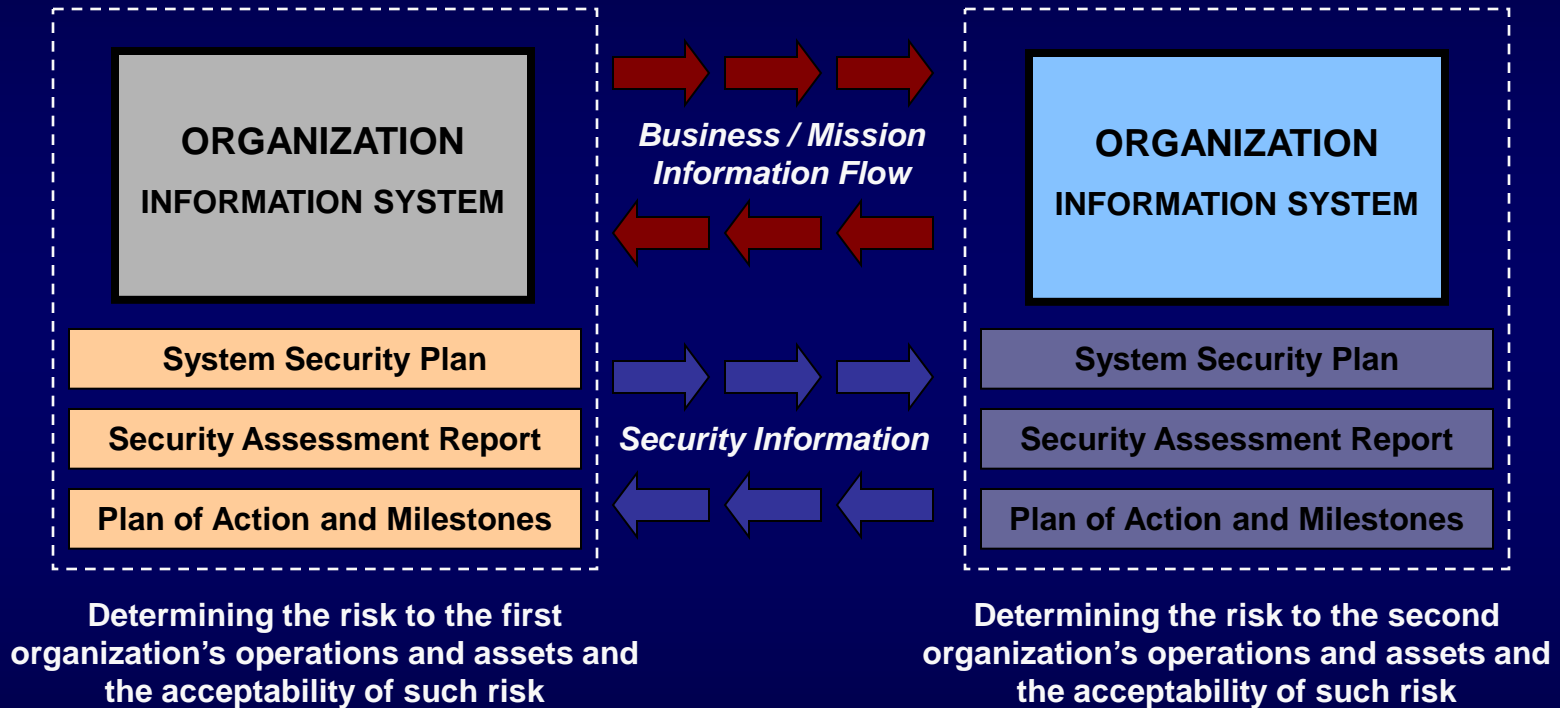 ORGANIZATION
INFORMATION SYSTEM
System Security Plan
Security Assessment Report
Plan of Action and Milestones
Determining the risk to the first
organization’s operations and assets and
the acceptability of such risk
Business / Mission
Information Flow
Security Information
ORGANIZATION
INFORMATION SYSTEM
System Security Plan
Security Assessment Report
Plan of Action and Milestones
Determining the risk to the second
organization’s operations and assets and
the acceptability of such risk